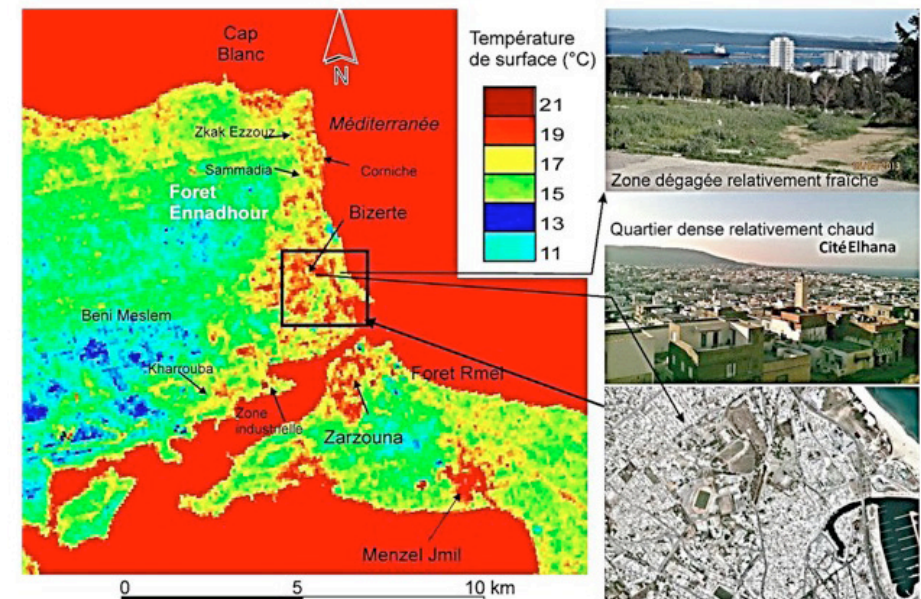 Cap
Blanc
N
Température
de surface (°C)
21
19
17
15
13
11
Méditerranée
Zkak Ezzouz
Sammadia
Corniche
Foret
Ennadhour
Bizerte
Beni Meslem
Kharrouba
Zone
industrielle
Foret Rmel
Zarzouna
Menzel Jmil
0 5 10 km
Zone dégagée relativement fraîche
Quartier dense relativement chaud
Cité Elhana